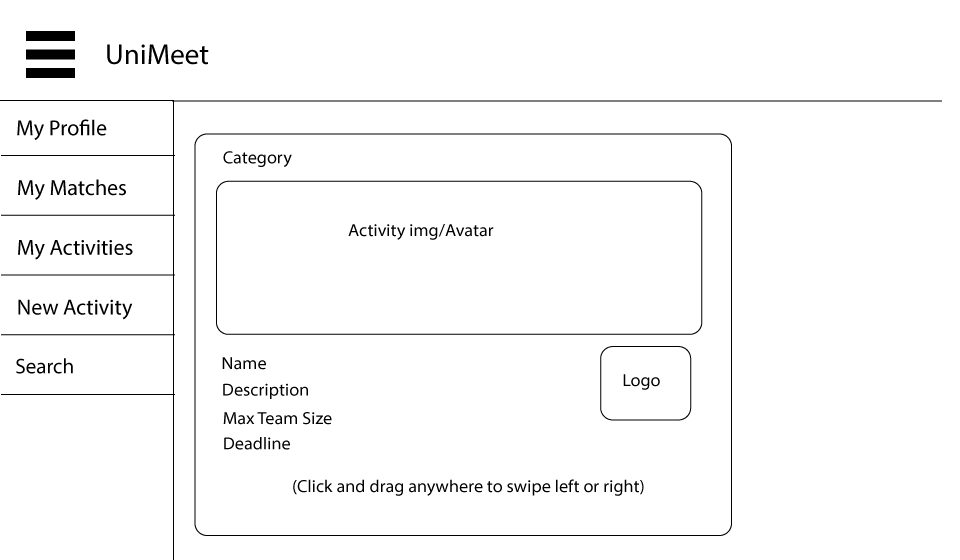 UniMeet
My Profile
My Matches
My Activities
New Activity
Search
Category
Activity img/Avatar
Name
Description
Max Team Size
Deadline
Logo
(Click and drag anywhere to swipe left or right)